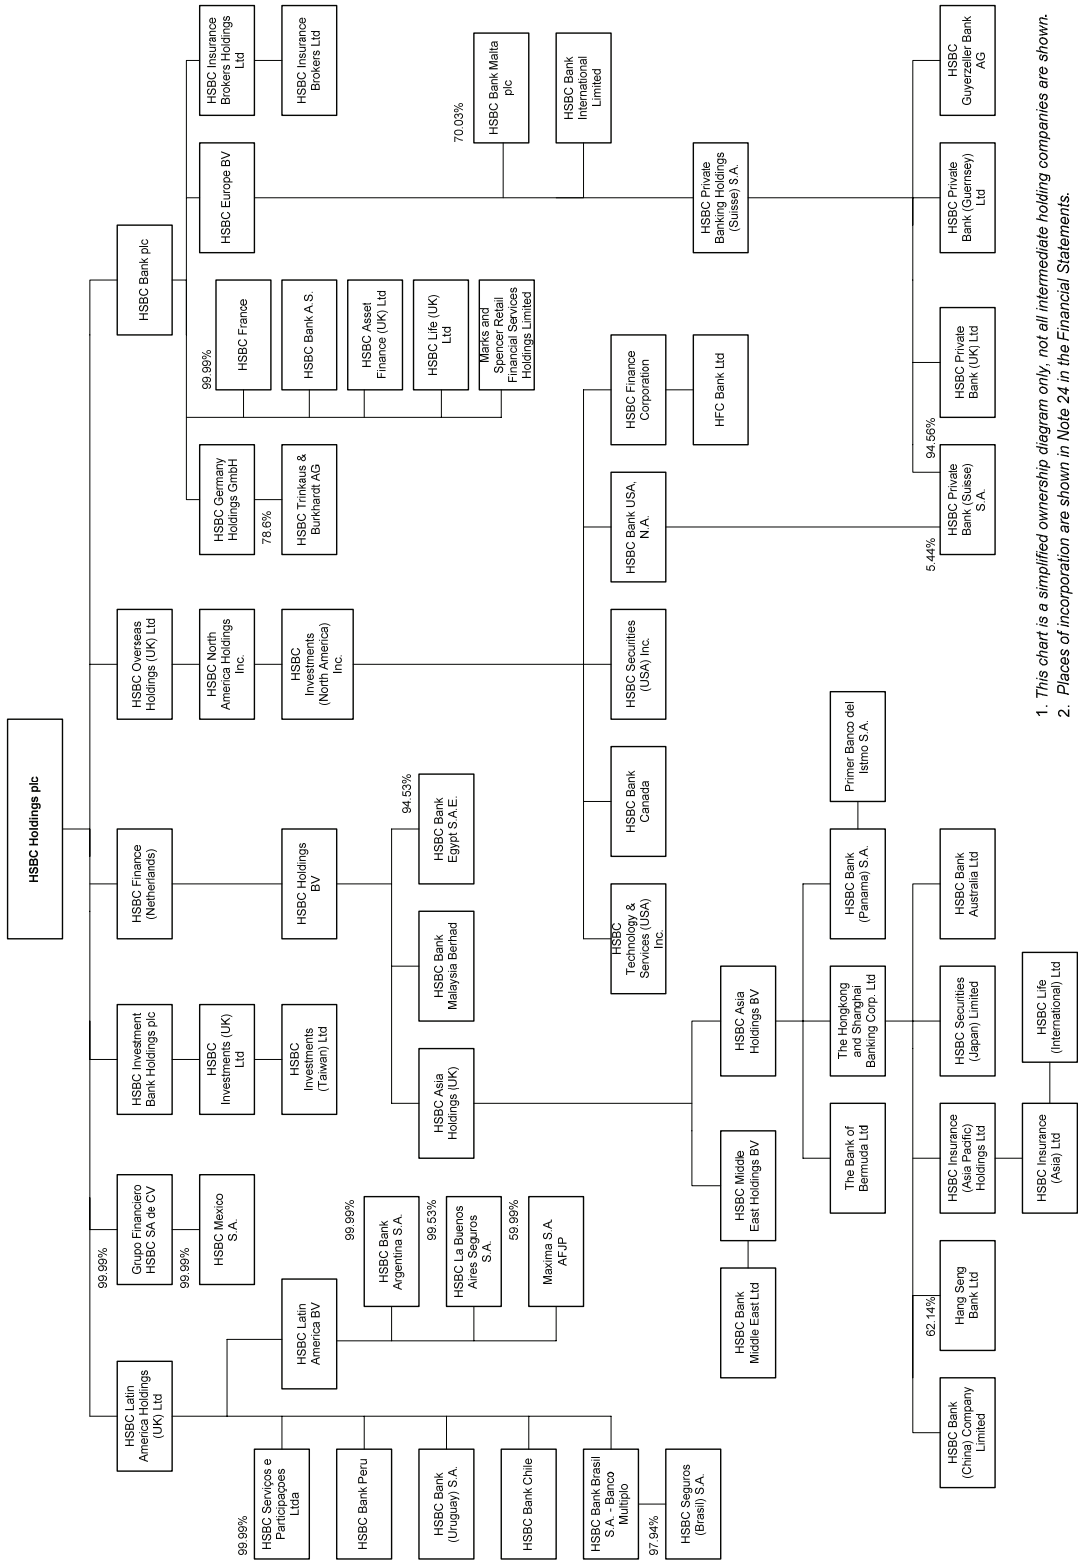 HSBC Holdings plc
HSBC Latin
America Holdings
(UK) Ltd
99.99%
Grupo Financiero
HSBC SA de CV
HSBC Investment
Bank Holdings plc
HSBC Finance
(Netherlands)
HSBC Overseas
Holdings (UK) Ltd
HSBC Bank plc
99.99%
HSBC Mexico
S.A.
HSBC
Investments (UK)
Ltd
HSBC
Investments
(Taiwan) Ltd
99.99%
HSBC Serviços e
Participaçoes
Ltda
HSBC Bank Peru
HSBC Bank
(Uruguay) S.A.
HSBC Bank Chile
HSBC Bank Brasil
S.A. - Banco
Multiplo
97.94%
HSBC Seguros
(Brasil) S.A.
HSBC Latin
America BV
99.99%
HSBC Bank
Argentina S.A.
99.53%
HSBC La Buenos
Aires Seguros
S.A.
59.99%
Maxima S.A.
AFJP
HSBC Holdings
BV
HSBC Asia
Holdings (UK)
HSBC Bank
Malaysia Berhad
94.53%
HSBC Bank
Egypt S.A.E.
HSBC Middle
East Holdings BV
HSBC Bank
Middle East Ltd
HSBC Asia
Holdings BV
The Bank of
Bermuda Ltd
The Hongkong
and Shanghai
Banking Corp. Ltd
HSBC Bank
(Panama) S.A.
Primer Banco del
Istmo S.A.
HSBC Bank
(China) Company
Limited
62.14%
Hang Seng
Bank Ltd
HSBC Insurance
(Asia Pacific)
Holdings Ltd
HSBC Securities
(Japan) Limited
HSBC Bank
Australia Ltd
HSBC Insurance
(Asia) Ltd
HSBC Life
(International) Ltd
HSBC North
America Holdings
Inc.
HSBC
Investments
(North America)
Inc.
HSBC
Technology &
Services (USA)
Inc.
HSBC Bank
Canada
HSBC Securities
(USA) Inc.
HSBC Bank USA,
N.A.
HSBC Finance
Corporation
HFC Bank Ltd
HSBC Germany
Holdings GmbH
78.6%
HSBC Trinkaus &
Burkhardt AG
99.99%
HSBC France
HSBC Bank A.S.
HSBC Asset
Finance (UK) Ltd
HSBC Life (UK)
Ltd
Marks and
Spencer Retail
Financial Services
Holdings Limited
HSBC Europe BV
HSBC Insurance
Brokers Holdings
Ltd
HSBC Insurance
Brokers Ltd
70.03%
HSBC Bank Malta
plc
HSBC Bank
International
Limited
HSBC Private
Banking Holdings
(Suisse) S.A.
5.44%
94.56%
HSBC Private
Bank (Suisse)
S.A.
HSBC Private
Bank (UK) Ltd
HSBC Private
Bank (Guernsey)
Ltd
HSBC
Guyerzeller Bank
AG
1. This chart is a simplified ownership diagram only, not all intermediate holding companies are shown.
2. Places of incorporation are shown in Note 24 in the Financial Statements.